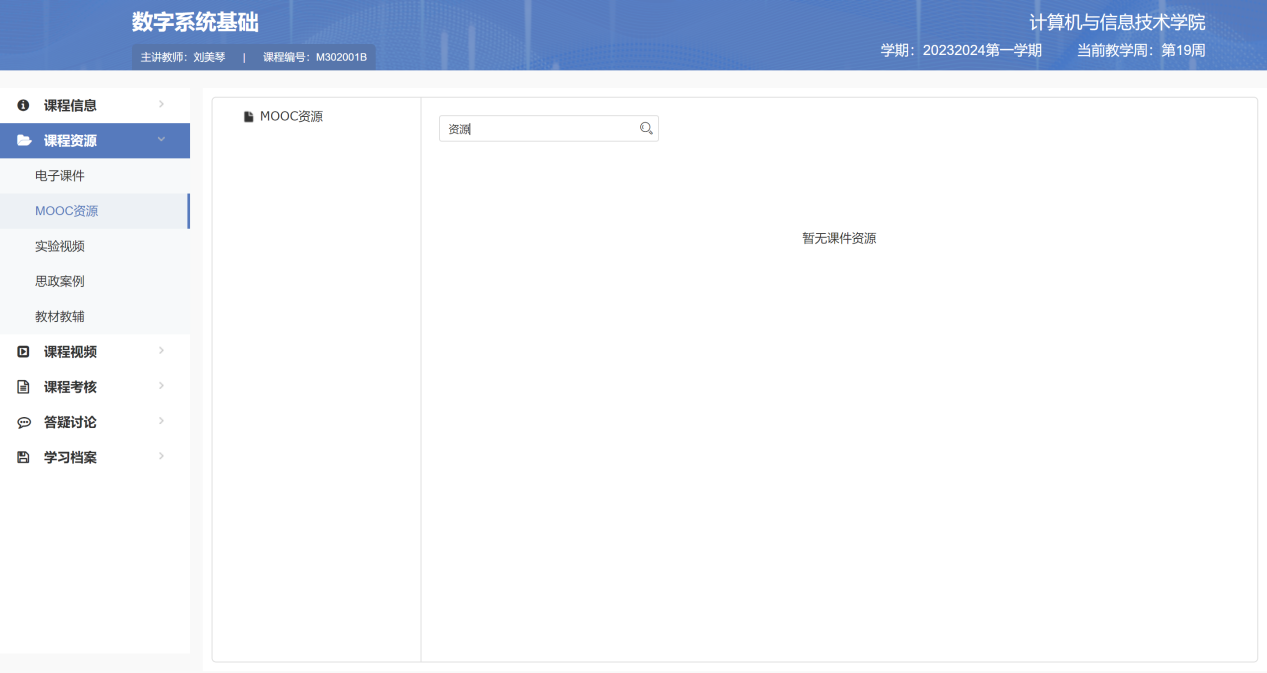 数字系统基础
计算机与信息技术学院
主讲教师：刘美琴 | 课程编号：M302001B
学期：20232024第一学期 当前教学周：第19周
课程信息
课程资源
电子课件
MOOC资源
实验视频
思政案例
教材教辅
课程视频
课程考核
答疑讨论
学习档案
MOOC资源
资源
暂无课件资源